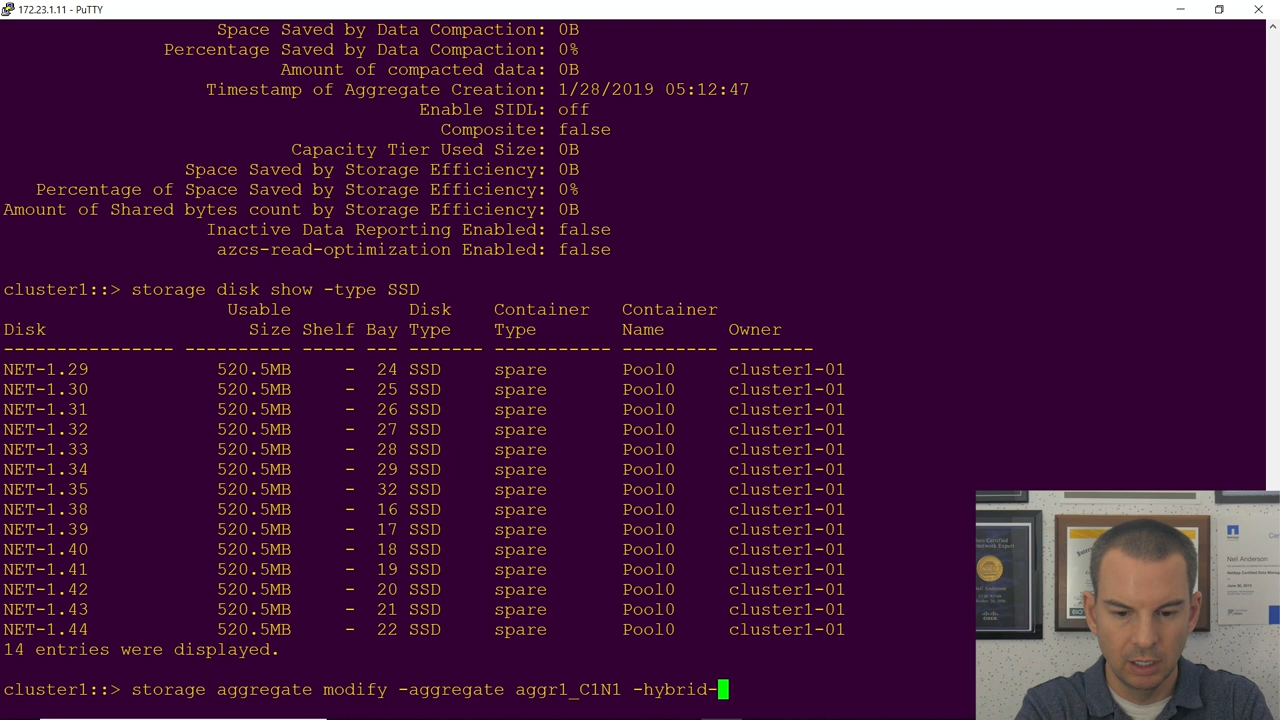 172.23.1.11 - PuTTY
Space Saved by Data Compaction: 0B
Percentage Saved by Data Compaction: 0%
Amount of compacted data: 0B
Timestamp of Aggregate Creation: 1/28/2019 05:12:47
Enable SIDL: off
Composite: false
Capacity Tier Used Size: 0B
Space Saved by Storage Efficiency: 0B
Percentage of Space Saved by Storage Efficiency: 0%
Amount of Shared bytes count by Storage Efficiency: 0B
Inactive Data Reporting Enabled: false
azcs-read-optimization Enabled: false
cluster1::> storage disk show -type SSD
Usable Disk Container Container
Disk Size Shelf Bay Type Type Name Owner
---------------- ---------- ----- --- ------- ----------- --------- --------
NET-1.29 520.5MB - 24 SSD spare Pool0 cluster1-01
NET-1.30 520.5MB - 25 SSD spare Pool0 cluster1-01
NET-1.31 520.5MB - 26 SSD spare Pool0 cluster1-01
NET-1.32 520.5MB - 27 SSD spare Pool0 cluster1-01
NET-1.33 520.5MB - 28 SSD spare Pool0 cluster1-01
NET-1.34 520.5MB - 29 SSD spare Pool0 cluster1-01
NET-1.35 520.5MB - 32 SSD spare Pool0 cluster1-01
NET-1.38 520.5MB - 16 SSD spare Pool0 cluster1-01
NET-1.39 520.5MB - 17 SSD spare Pool0 cluster1-01
NET-1.40 520.5MB - 18 SSD spare Pool0 cluster1-01
NET-1.41 520.5MB - 19 SSD spare Pool0 cluster1-01
NET-1.42 520.5MB - 20 SSD spare Pool0 cluster1-01
NET-1.43 520.5MB - 21 SSD spare Pool0 cluster1-01
NET-1.44 520.5MB - 22 SSD spare Pool0 cluster1-01
14 entries were displayed.
cluster1::> storage aggregate modify -aggregate aggr1_C1N1 -hybrid-
Neil Anderson